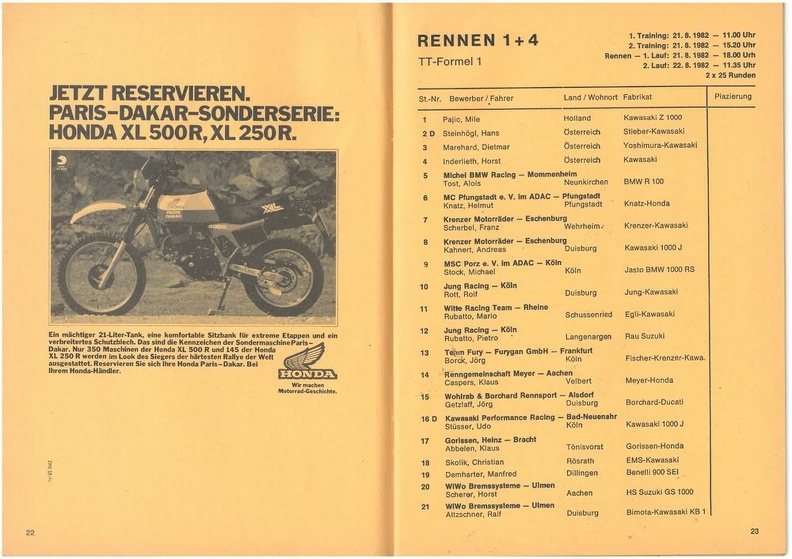 JETZT RESERVIEREN.
PARIS–DAKAR–SONDERSERIE:
HONDA XL 500 R, XL 250 R.
Ein mächtiger 21-Liter-Tank, eine komfortable Sitzbank für extreme Etappen und ein
verbreitertes Schutzblech. Das sind die Kennzeichen der Sondermaschine Paris–
Dakar. Nur 350 Maschinen der Honda XL 500 R und 145 der Honda
XL 250 R werden im Look des Siegers der härtesten Rallye der Welt
ausgestattet. Reservieren Sie sich Ihre Honda Paris–Dakar. Bei
Ihrem Honda-Händler.
HONDA
Wir machen
Motorrad-Geschichte.
22
RENNEN 1+4
TT-Formel 1
1. Training: 21. 8. 1982 – 11.00 Uhr
2. Training: 21. 8. 1982 – 15.20 Uhr
Rennen – 1. Lauf: 21. 8. 1982 – 18.00 Urh
2. Lauf: 22. 8. 1982 – 11.35 Uhr
2 x 25 Runden
St.-Nr. Bewerber / Fahrer Land / Wohnort Fabrikat Plazierung
1 Pajic, Mile Holland Kawasaki Z 1000
2 D Steinhögl, Hans Österreich Stieber-Kawasaki
3 Marehard, Dietmar Österreich Yoshimura-Kawasaki
4 Inderlieth, Horst Österreich Kawasaki
5 Michel BMW Racing – Mommenheim
Tost, Alois Neunkirchen BMW R 100
6 MC Pfungstadt e. V. im ADAC – Pfungstadt
Knatz, Helmut Pfungstadt Knatz-Honda
7 Krenzer Motorräder – Eschenburg
Scherbel, Franz Wehrheim Krenzer-Kawasaki
8 Krenzer Motorräder – Eschenburg
Kahnert, Andreas Duisburg Kawasaki 1000 J
9 MSC Porz e. V. im ADAC – Köln
Stock, Michael Köln Jasto BMW 1000 RS
10 Jung Racing – Köln
Rott, Rolf Duisburg Jung-Kawasaki
11 Witte Racing Team – Rheine
Rubatto, Mario Schussenried Egli-Kawasaki
12 Jung Racing – Köln
Rubatto, Pietro Langenargen Rau Suzuki
13 Team Fury – Furygan GmbH – Frankfurt
Borck, Jörg Köln Fischer-Krenzer-Kawa.
14 Renngemeinschaft Meyer – Aachen
Caspers, Klaus Velbert Meyer-Honda
15 Wohlrab & Borchard Rennsport – Alsdorf
Getzlaff, Jörg Duisburg Borchard-Ducati
16 D Kawasaki Performance Racing – Bad-Neuenahr
Stüsser, Udo Köln Kawasaki 1000 J
17 Gorissen, Heinz – Bracht
Abbelen, Klaus Tönisvorst Gorissen-Honda
18 Skolik, Christian Rösrath EMS-Kawasaki
19 Demharter, Manfred Dillingen Benelli 900 SEI
20 WiWo Bremssysteme – Ulmen
Scherer, Horst Aachen HS Suzuki GS 1000
21 WiWo Bremssysteme – Ulmen
Altzschner, Ralf Duisburg Bimota-Kawasaki KB 1
23